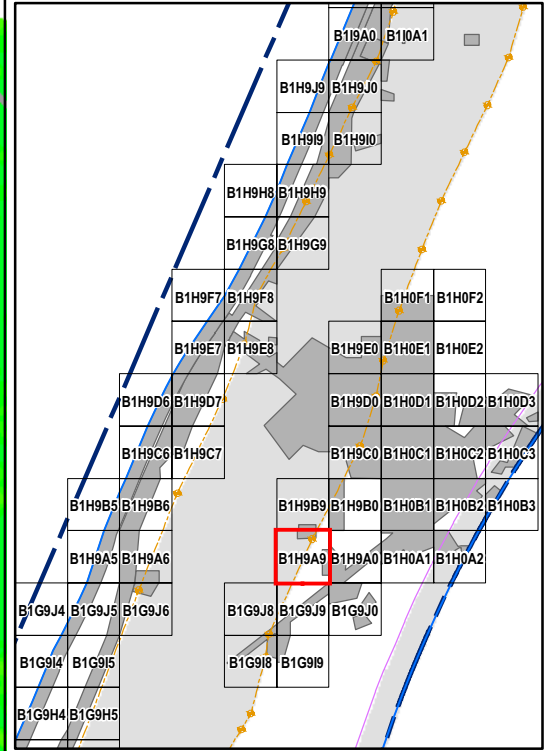 B1I9A0 B1I0A1
B1H9J9 B1H9J0
B1H9I9 B1H9I0
B1H9H8 B1H9H9
B1H9G8 B1H9G9
B1H9F7 B1H9F8 B1H0F1 B1H0F2
B1H9E7 B1H9E8 B1H9E0 B1H0E1 B1H0E2
B1H9D6 B1H9D7 B1H9D0 B1H0D1 B1H0D2 B1H0D3
B1H9C6 B1H9C7 B1H9C0 B1H0C1 B1H0C2 B1H0C3
B1H9B5 B1H9B6 B1H9B9 B1H9B0 B1H0B1 B1H0B2 B1H0B3
B1H9A5 B1H9A6 B1H9A9 B1H9A0 B1H0A1 B1H0A2
B1G9J4 B1G9J5 B1G9J6 B1G9J8 B1G9J9 B1G9J0
B1G9I4 B1G9I5 B1G9I8 B1G9I9
B1G9H4 B1G9H5